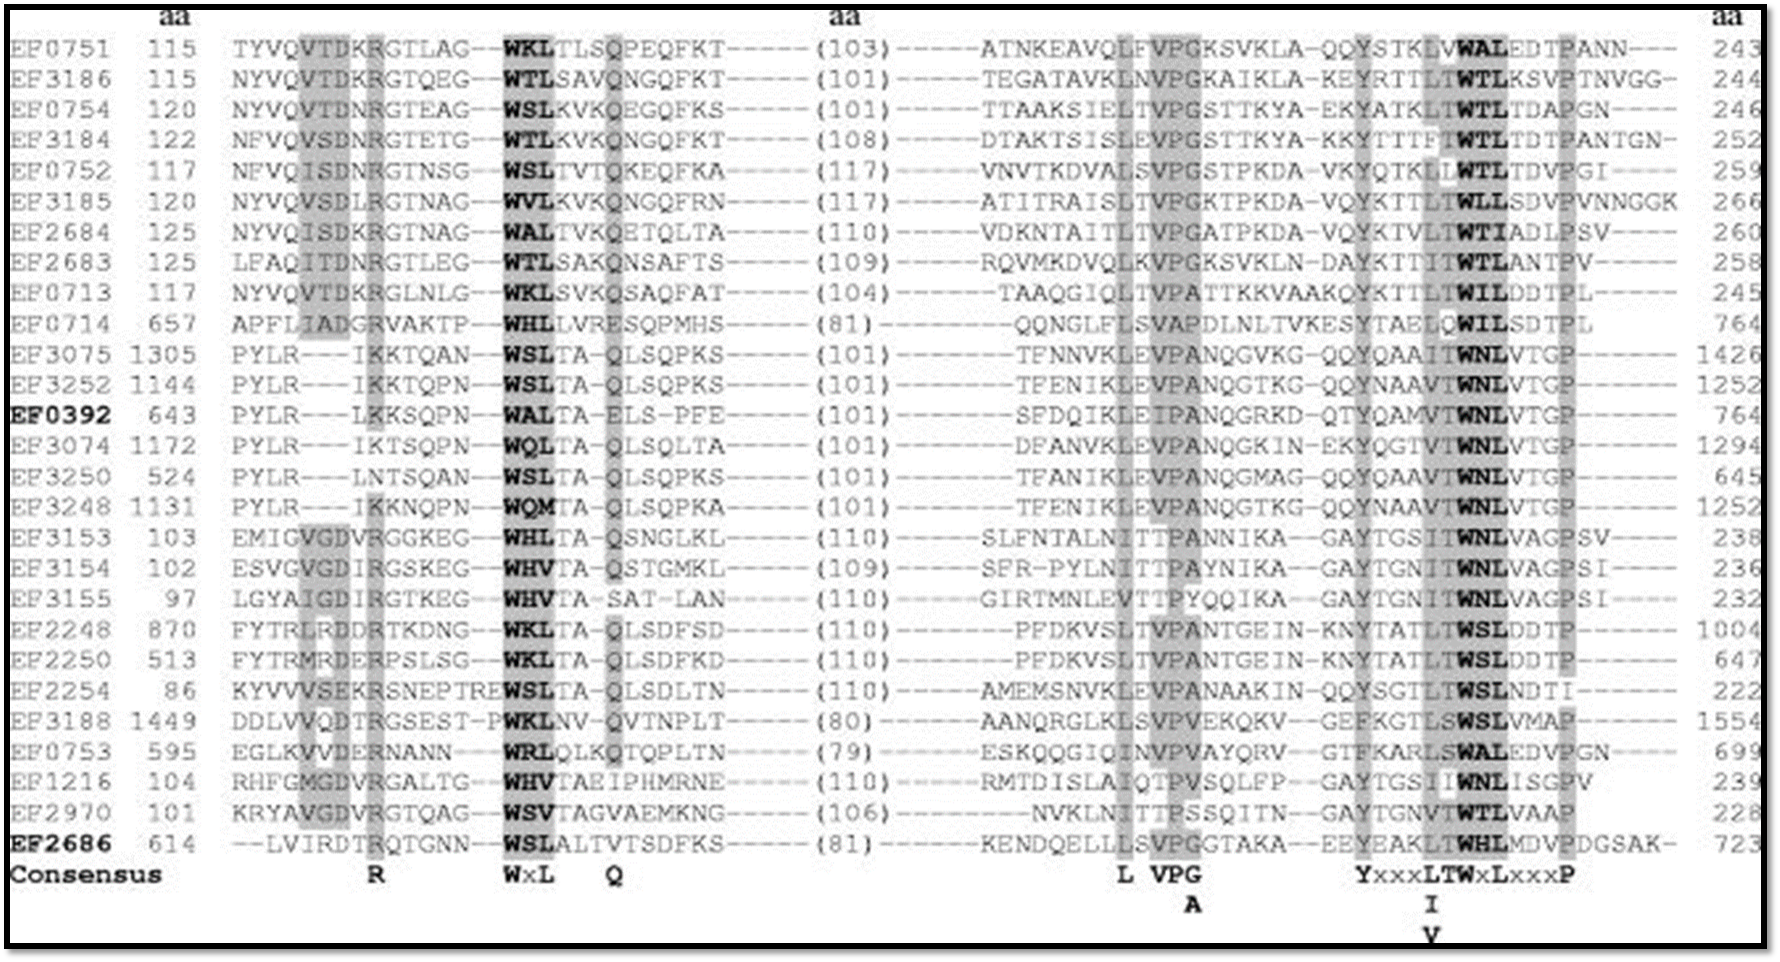 aa aa aa
EF0751 115 TYVQVTDKRGTLAG--WKLTLSQPEQFKT-----(103)-----ATNKEAVQLFVPGKSVKLA-QQYSTKLVWALEDTPANN--- 243
EF3186 115 NYVQVTDKRGTQEG--WTLSAVQNGQFKT-----(101)-----TEGATAVKLNVPGKAIKLA-KEYRTTLTWTLKSVPTNVGG- 244
EF0754 120 NYVQVTDNRGTEAG--WSLKVKQEGQFKS-----(101)-----TTAAKSIELTVPGSTTKYA-EKYATKLTWTLTDAPGN---- 246
EF3184 122 NFVQVSDNRGTETG--WTLKVKQNGQFKT-----(108)-----DTAKTSISLEVPGSTTKYA-KKYTTTFTWTLTDTPANTGN- 252
EF0752 117 NFVQISDNRGTNSG--WSLTVTQKEQFKA-----(117)-----VNVTKDVALSVPGSTPKDA-VKYQTKLLWTLTDVPGI---- 259
EF3185 120 NYVQVSDLRGTNAG--WVLKVKQNGQFRN-----(117)-----ATITRAISLTVPGKTPKDA-VQYKTTLTWLLSDVPVNNGGK 266
EF2684 125 NYVQISDKRGTNAG--WALTVKQETQLTA-----(110)-----VDKNTAITLTVPGATPKDA-VQYKTVLTWTIADLPSV---- 260
EF2683 125 LFAQITDNRGTLEG--WTLSAKQNSAFTS-----(109)-----RQVMKDVQLKVPGKSVKLN-DAYKTTITWTLANTPV----- 258
EF0713 117 NYVQVTDKRGLNLG--WKLSVKQSAQFAT-----(104)------TAAQGIQLTVPATTKKVAAKQYKTTLTWILDDTPL----- 245
EF0714 657 APFLIADGRVAKTP--WHLLVRESQPMHS-----(81)-------QQNGLFLSVAPDLNLTVKESYTAELQWILSDTPL----- 764
EF3075 1305 PYLR---IKKTQAN--WSLTA-QLSQPKS-----(101)-------TFNNVKLEVPANQGVKG-QQYQAAITWNLVTGP------ 1426
EF3252 1144 PYLR---IKKTQPN--WSLTA-QLSQPKS-----(101)-------TFENIKLEVPANQGTKG-QQYNAAVTWNLVTGP------ 1252
EF0392 643 PYLR---LKKSQPN--WALTA-ELS-PFE-----(101)-------SFDQIKLEIPANQGRKD-QTYQAMVTWNLVTGP------ 764
EF3074 1172 PYLR---IKTSQPN--WQLTA-QLSQLTA-----(101)-------DFANVKLEVPANQGKIN-EKYQGTVTWNLVTGP------ 1294
EF3250 524 PYLR---LNTSQAN--WSLTA-QLSQPKS-----(101)-------TFANIKLEVPANQGMAG-QQYQAAVTWNLVTGP------ 645
EF3248 1131 PYLR---IKKNQPN--WQMTA-QLSQPKA-----(101)-------TFENIKLEVPANQGTKG-QQYNAAVTWNLVTGP------ 1252
EF3153 103 EMIGVGDVRGGKEG--WHLTA-QSNGLKL-----(110)-----SLFNTALNITTPANNIKA--GAYTGSITWNLVAGPSV---- 238
EF3154 102 ESVGVGDIRGSKEG--WHVTA-QSTGMKL-----(109)-----SFR-PYLNITTPAYNIKA--GAYTGNITWNLVAGPSI---- 236
EF3155 97 LGYAIGDIRGTKEG--WHVTA-SAT-LAN-----(110)-----GIRTMNLEVTTPYQQIKA--GAYTGNITWNLVAGPSI---- 232
EF2248 870 FYTRLRDDRTKDNG--WKLTA-QLSDFSD-----(110)-------PFDKVSLTVPANTGEIN-KNYTATLTWSLDDTP------ 1004
EF2250 513 FYTRMRDERPSLSG--WKLTA-QLSDFKD-----(110)-------PFDKVSLTVPANTGEIN-KNYTATLTWSLDDTP------ 647
EF2254 86 KYVVVSEKRSNEPTREWSLTA-QLSDLTN-----(110)-----AMEMSNVKLEVPANAAKIN-QQYSGTLTWSLNDTI------ 222
EF3188 1449 DDLVVQDTRGSEST-PWKLNV-QVTNPLT-----(80)------AANQRGLKLSVPVEKQKV--GEFKGTLSWSLVMAP------ 1554
EF0753 595 EGLKVVDERNANN---WRLQLKQTQPLTN-----(79)------ESKQQGIQINVPVAYQRV--GTFKARLSWALEDVPGN---- 699
EF1216 104 RHFGMGDVRGALTG--WHVTAEIPHMRNE-----(110)-----RMTDISLAIQTPVSQLFP--GAYTGSIIWNLISGPV----- 239
EF2970 101 KRYAVGDVRGTQAG--WSVTAGVAEMKNG-----(106)--------NVKLNITTPSSQITN--GAYTGNVTWTLVAAP------ 228
EF2686 614 --LVIRDTRQTGNN--WSLALTVTSDFKS-----(81)------KENDQELLLSVPGGTAKA--EEYEAKLTWHLMDVPDGSAK- 723
Consensus R WxL Q L VPG YxxxLTWxLxxxP
A I
V